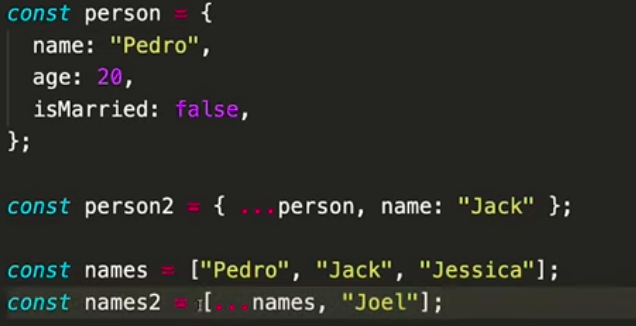 const person = {
  name: "Pedro",
  age: 20,
  isMarried: false,
};
const person2 = { ...person, name: "Jack" };
const names = ["Pedro", "Jack", "Jessica"];
const names2 = [...names, "Joel"];